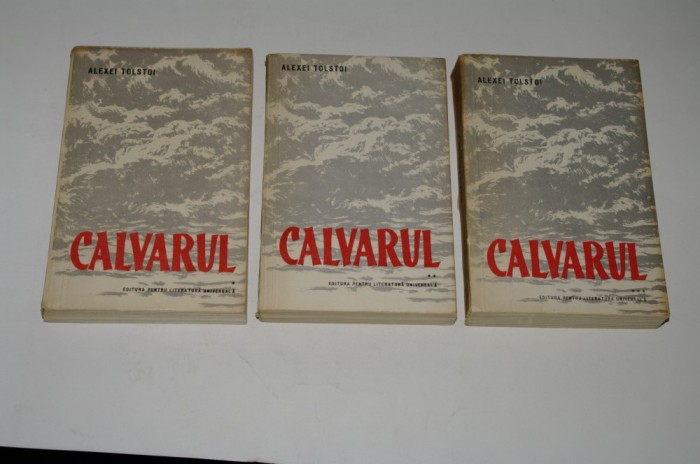 ALEXEI TOLSTOI
CALVARUL
*
EDITURA PENTRU LITERATURĂ UNIVERSALĂ
ALEXEI TOLSTOI
CALVARUL
**
EDITURA PENTRU LITERATURĂ UNIVERSALĂ
ALEXEI TOLSTOI
CALVARUL
***
EDITURA PENTRU LITERATURĂ UNIVERSALĂ